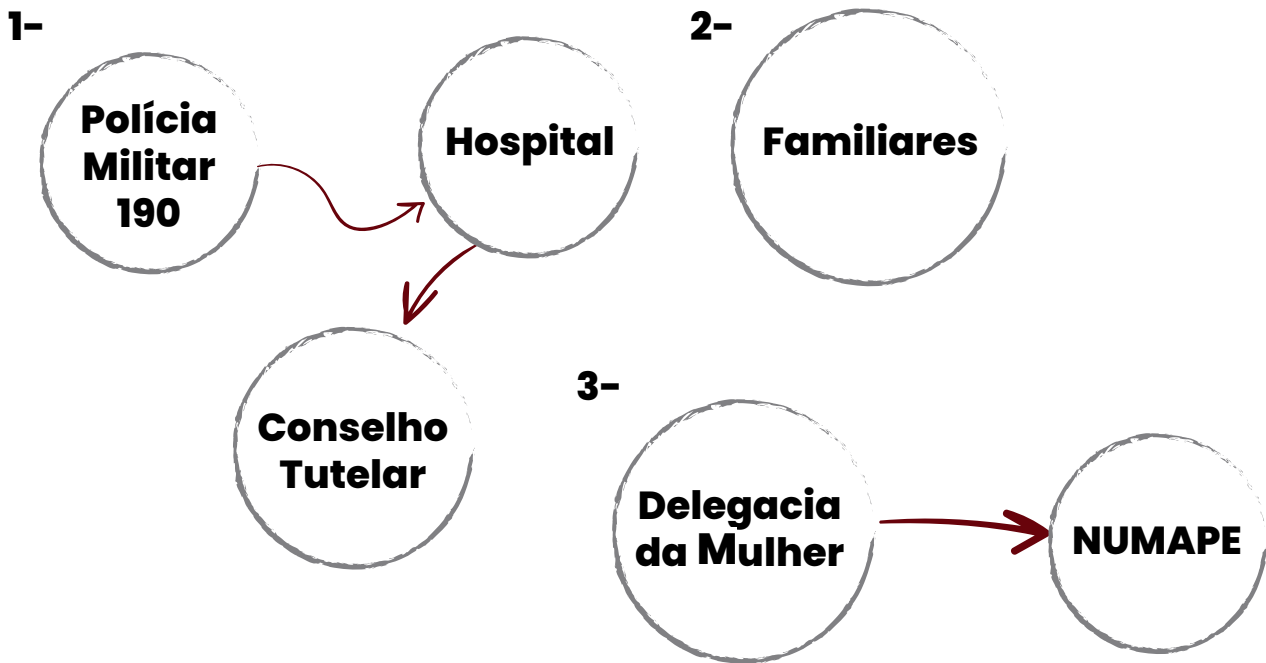 1-
Polícia
Militar
190
Hospital
Conselho
Tutelar
2-
Familiares
3-
Delegacia
da Mulher
NUMAPE